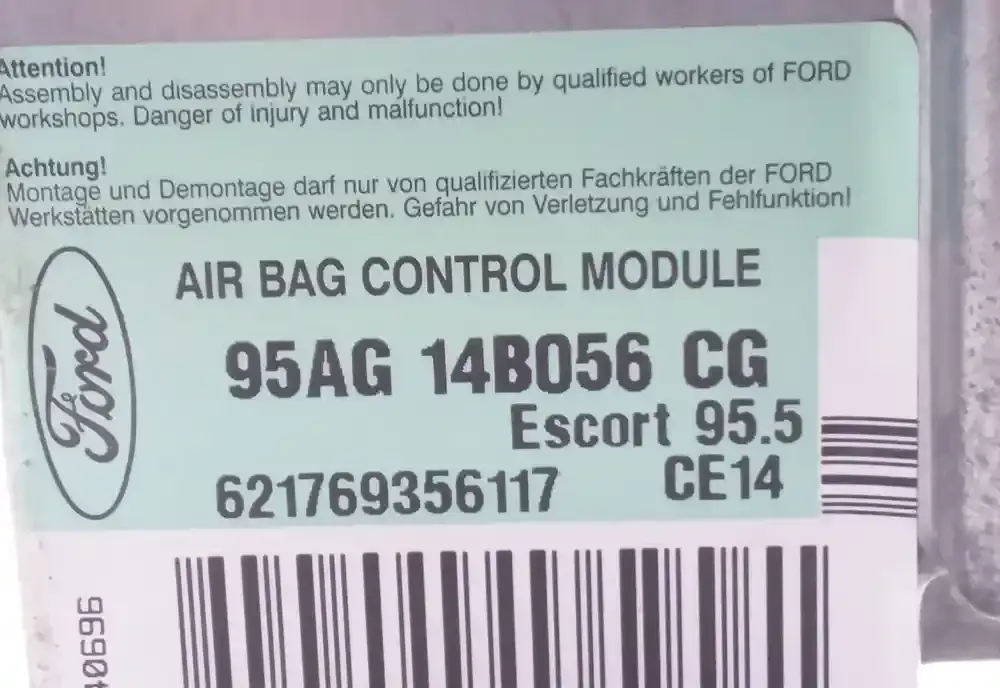 Attention!
Assembly and disassembly may only be done by qualified workers of FORD
workshops. Danger of injury and malfunction!
Achtung!
Montage und Demontage darf nur von qualifizierten Fachkräften der FORD
Werkstätten vorgenommen werden. Gefahr von Verletzung und Fehlfunktion!
Ford
AIR BAG CONTROL MODULE
95AG 14B056 CG
Escort 95.5
621769356117 CE14